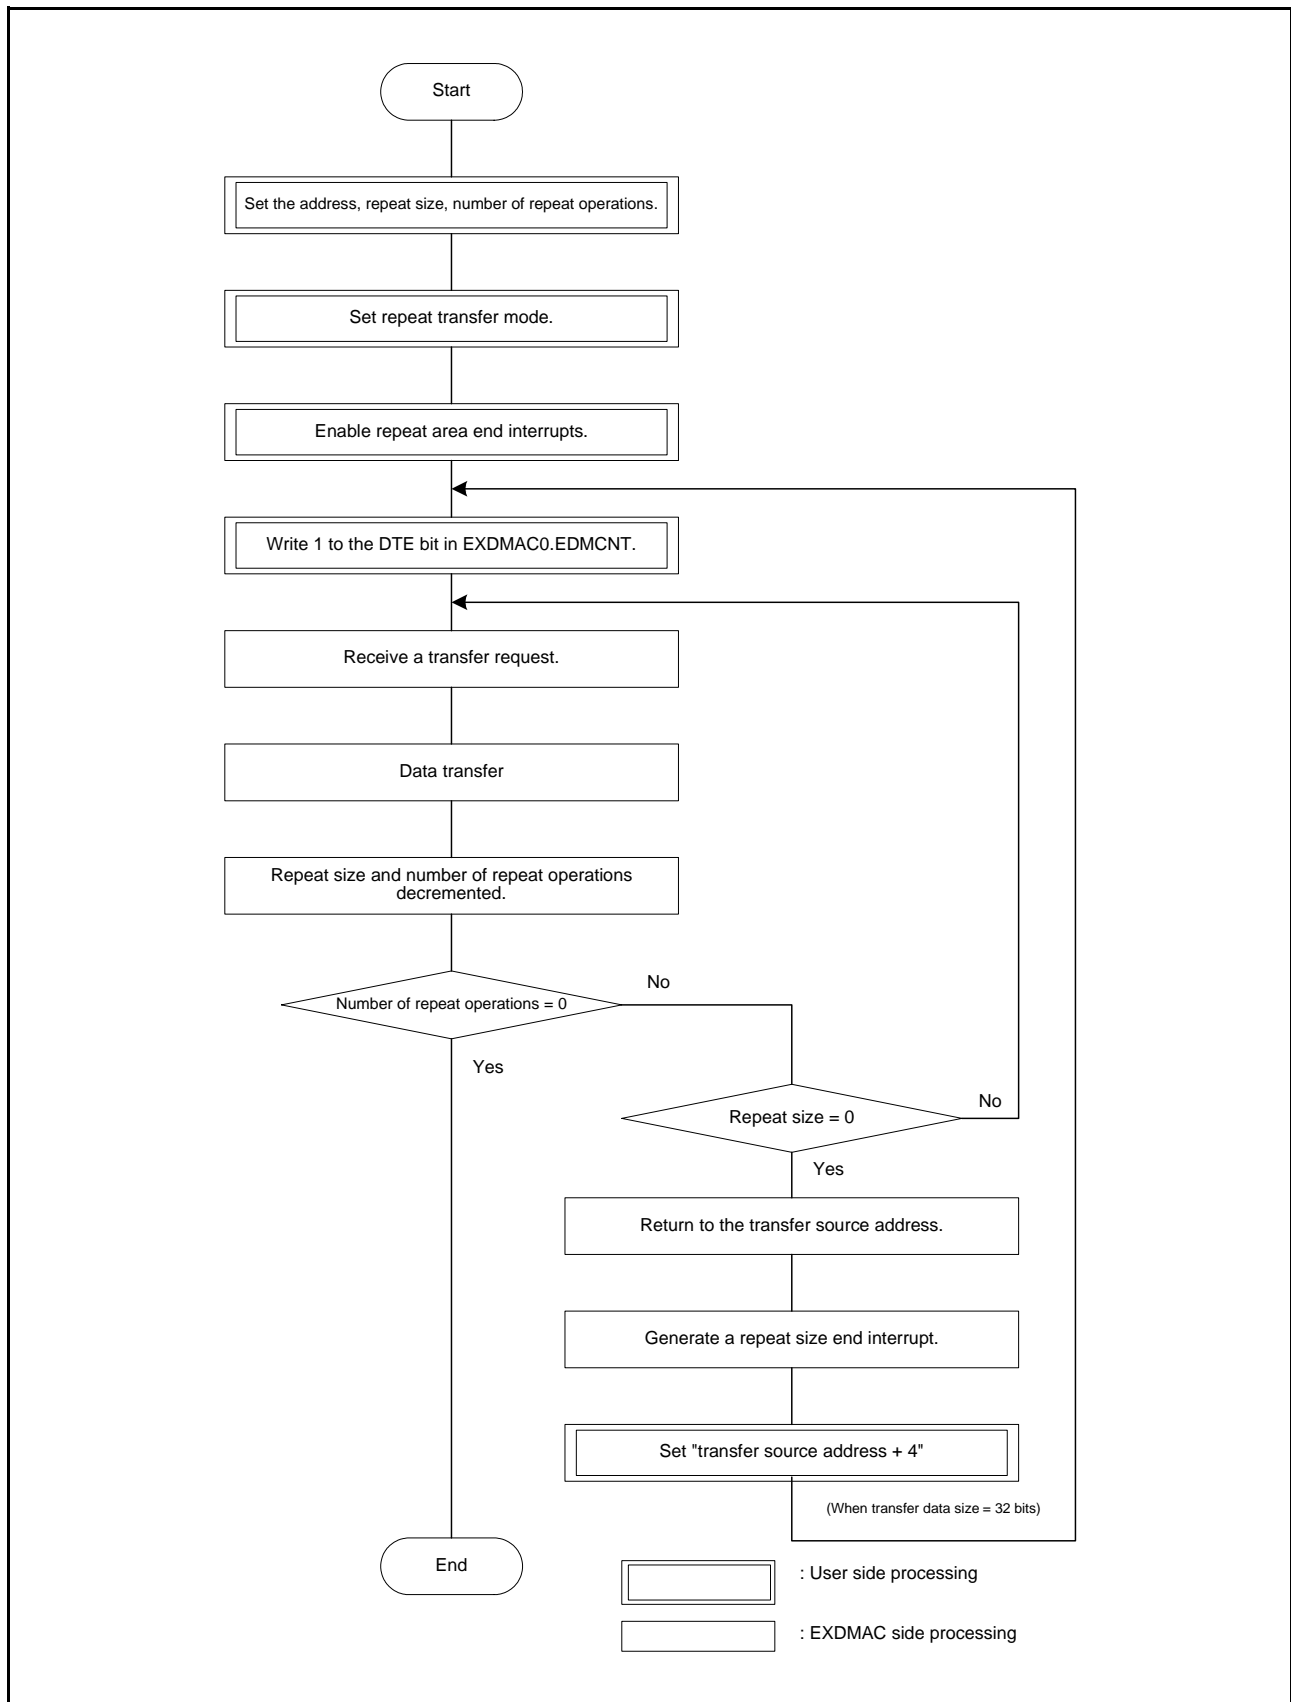 Start
Set the address, repeat size, number of repeat operations.
Set repeat transfer mode.
Enable repeat area end interrupts.
Write 1 to the DTE bit in EXDMAC0.EDMCNT.
Receive a transfer request.
Data transfer
Repeat size and number of repeat operations
decremented.
No
Number of repeat operations = 0
Yes
No
Repeat size = 0
Yes
Return to the transfer source address.
Generate a repeat size end interrupt.
Set "transfer source address + 4"
(When transfer data size = 32 bits)
End
: User side processing
: EXDMAC side processing